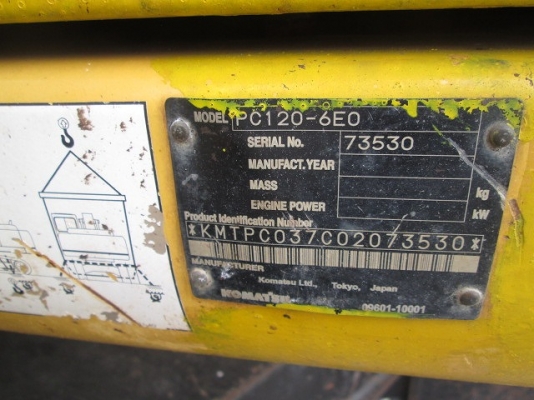 MODEL PC120-6E0
SERIAL No. 73530
MANUFACT.YEAR
MASS kg
ENGINE POWER kW
Product Identification Number
*KMTPC037C02073530*
MANUFACTURER
Komatsu Ltd., Tokyo, Japan
KOMATSU 09601-10001